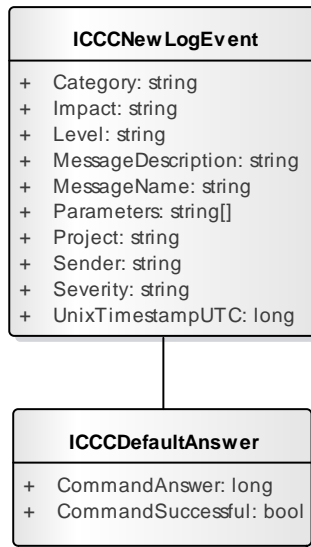 ICCCNewLogEvent
+ Category: string
+ Impact: string
+ Level: string
+ MessageDescription: string
+ MessageName: string
+ Parameters: string[]
+ Project: string
+ Sender: string
+ Severity: string
+ UnixTimestampUTC: long
ICCCDefaultAnswer
+ CommandAnswer: long
+ CommandSuccessful: bool